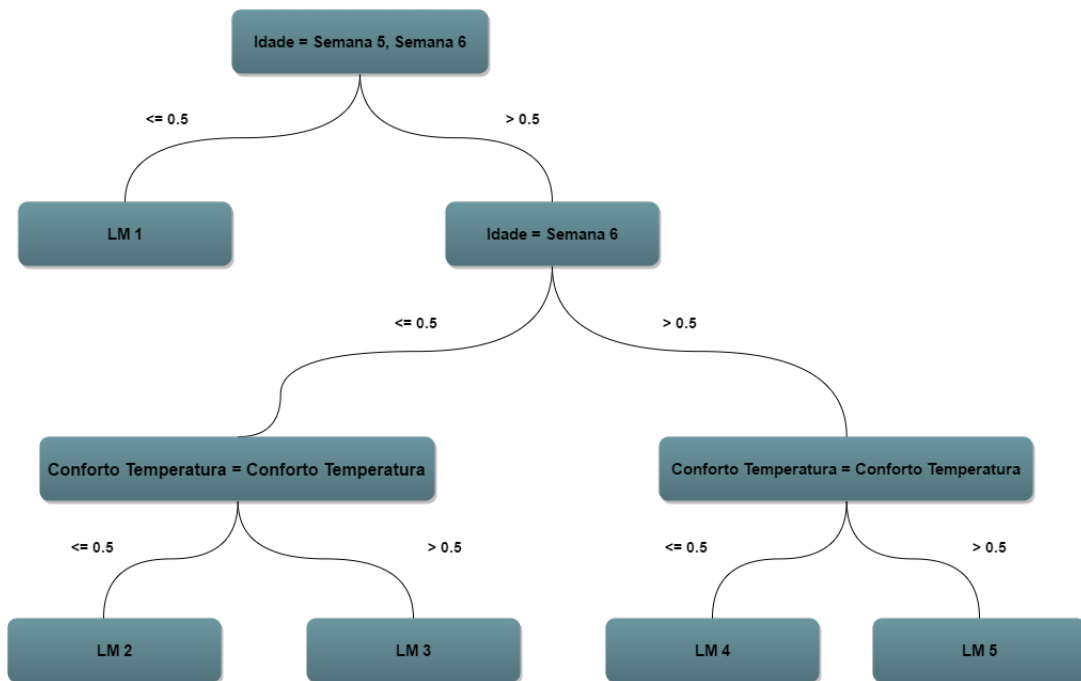 Idade = Semana 5, Semana 6
<= 0.5
> 0.5
LM 1
Idade = Semana 6
<= 0.5
> 0.5
Conforto Temperatura = Conforto Temperatura
Conforto Temperatura = Conforto Temperatura
<= 0.5
> 0.5
<= 0.5
> 0.5
LM 2
LM 3
LM 4
LM 5